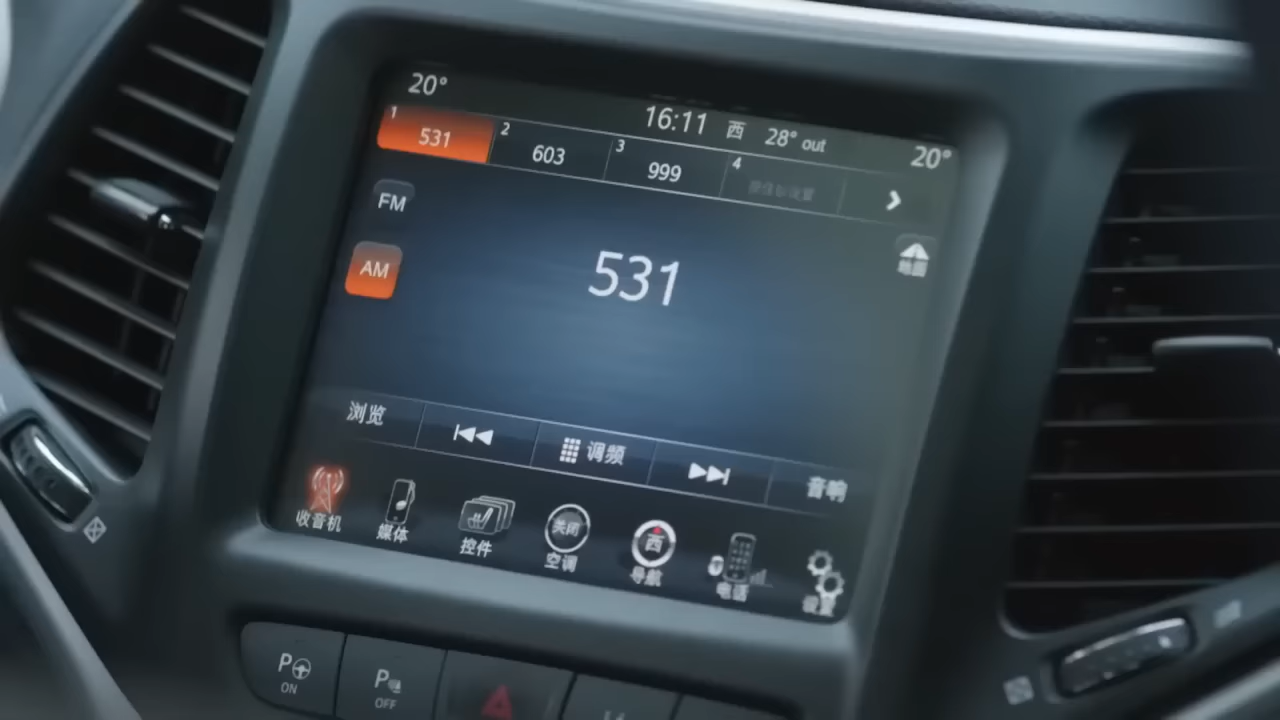 20°
16:11 西 28° out
20°
1 531
2 603
3 999
4
FM
AM
531
地图
浏览
调频
音响
收音机
媒体
控件
关闭
空调
西
导航
电话
设置
P ON
P OFF